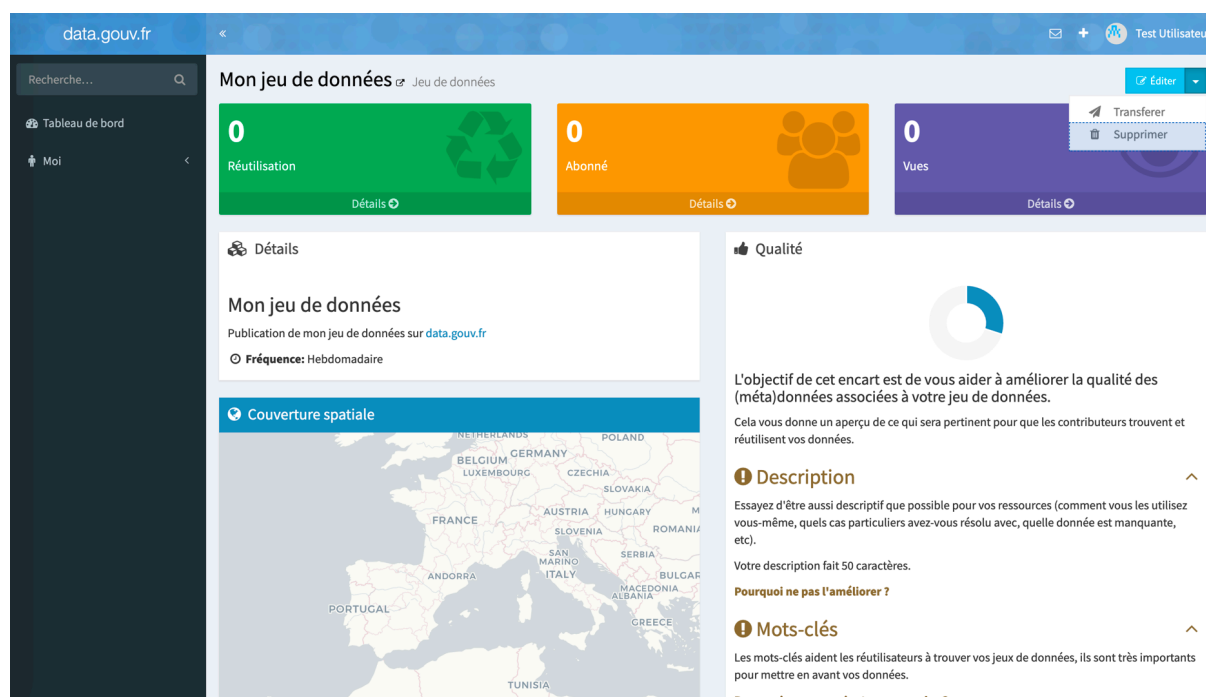 data.gouv.fr
«
Test Utilisateu
Recherche...
Tableau de bord
Moi
Mon jeu de données Jeu de données
Éditer
Transferer
Supprimer
0
Réutilisation
Détails
0
Abonné
Détails
0
Vues
Détails
Détails
Mon jeu de données
Publication de mon jeu de données sur data.gouv.fr
Fréquence: Hebdomadaire
Couverture spatiale
NETHERLANDS
POLAND
BELGIUM
GERMANY
LUXEMBOURG
CZECHIA
SLOVAKIA
FRANCE
AUSTRIA
HUNGARY
M
SLOVENIA
ROMANIA
SAN
MARINO
SERBIA
ANDORRA
ITALY
BULGAR
MACEDONIA
ALBANIA
PORTUGAL
GREECE
TUNISIA
Qualité
L'objectif de cet encart est de vous aider à améliorer la qualité des
(méta)données associées à votre jeu de données.
Cela vous donne un aperçu de ce qui sera pertinent pour que les contributeurs trouvent et
réutilisent vos données.
Description
Essayez d'être aussi descriptif que possible pour vos ressources (comment vous les utilisez
vous-même, quels cas particuliers avez-vous résolu avec, quelle donnée est manquante,
etc).
Votre description fait 50 caractères.
Pourquoi ne pas l'améliorer ?
Mots-clés
Les mots-clés aident les réutilisateurs à trouver vos jeux de données, ils sont très importants
pour mettre en avant vos données.